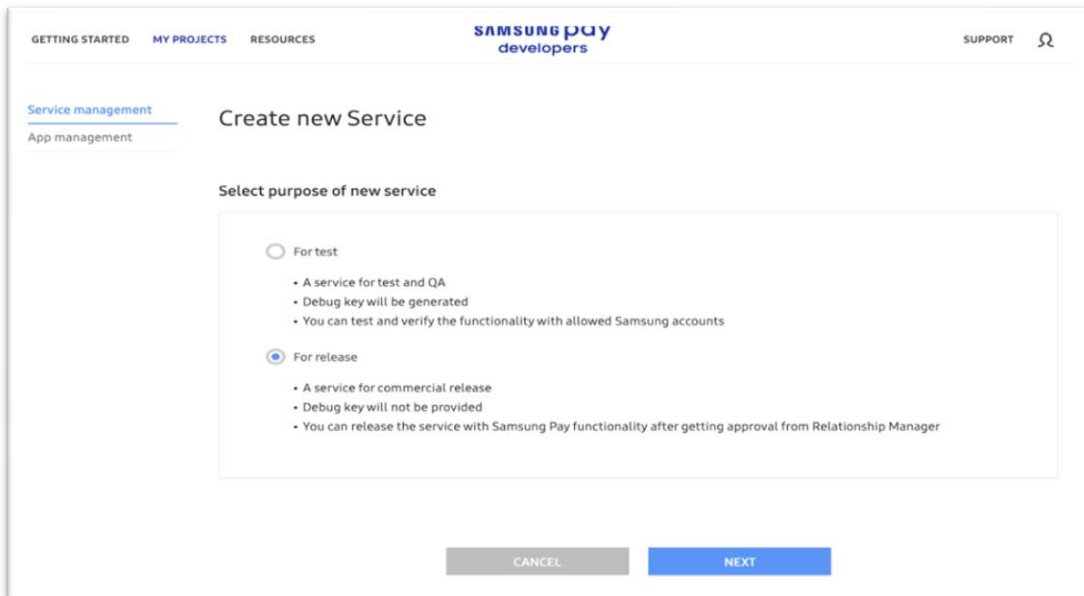 GETTING STARTED MY PROJECTS RESOURCES SAMSUNG pay developers SUPPORT
Service management
App management
Create new Service
Select purpose of new service
For test
• A service for test and QA
• Debug key will be generated
• You can test and verify the functionality with allowed Samsung accounts
For release
• A service for commercial release
• Debug key will not be provided
• You can release the service with Samsung Pay functionality after getting approval from Relationship Manager
CANCEL NEXT